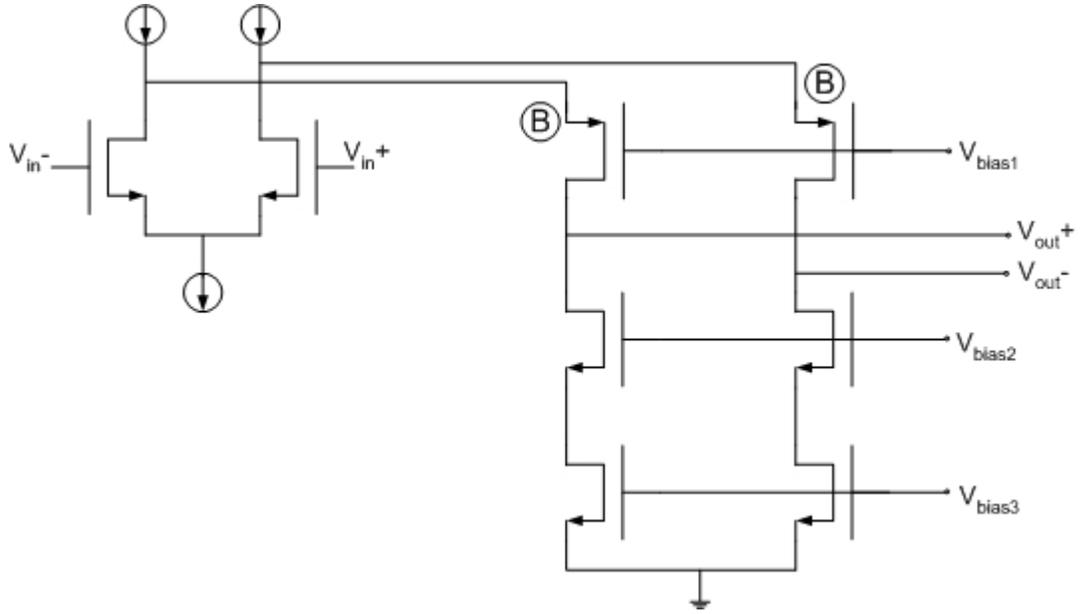 B
B
Vin-
Vin+
Vbias1
Vout+
Vout-
Vbias2
Vbias3